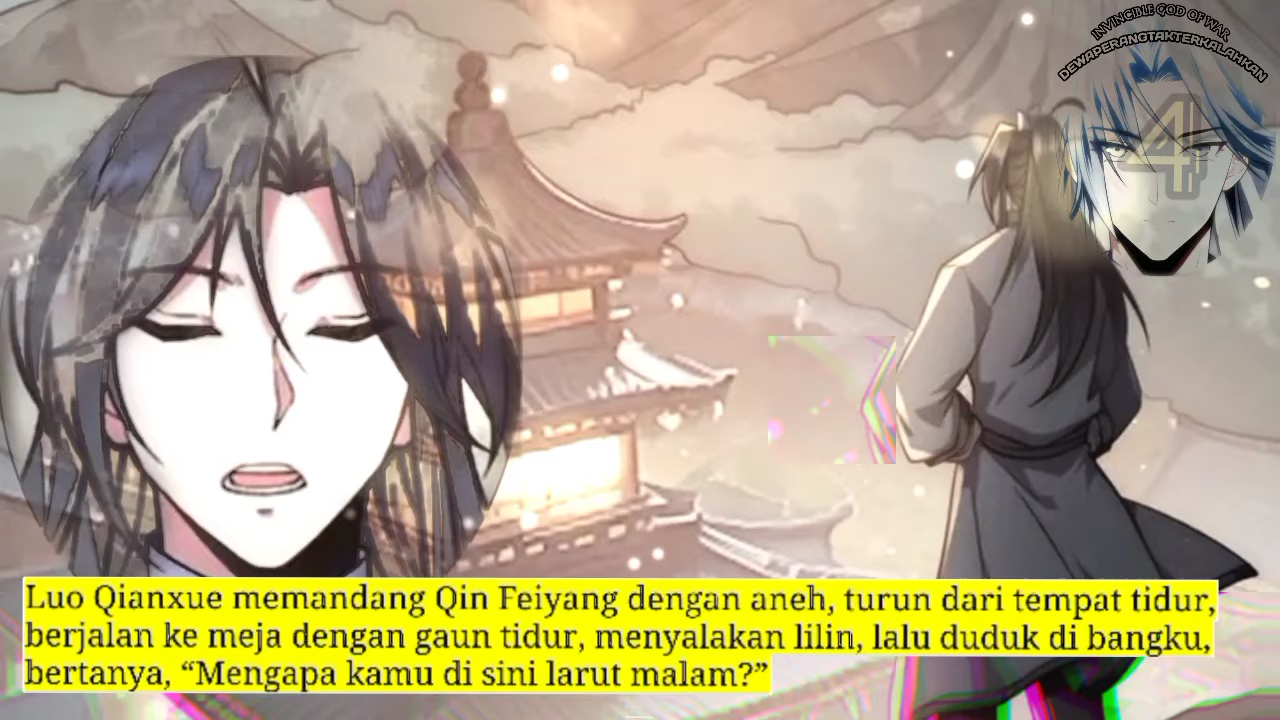 INVINCIBLE GOD OF WAR
DEWAPERANGTAKTERKALAHKAN
4
Luo Qianxue memandang Qin Feiyang dengan aneh, turun dari tempat tidur,
berjalan ke meja dengan gaun tidur, menyalakan lilin, lalu duduk di bangku,
bertanya, “Mengapa kamu di sini larut malam?”